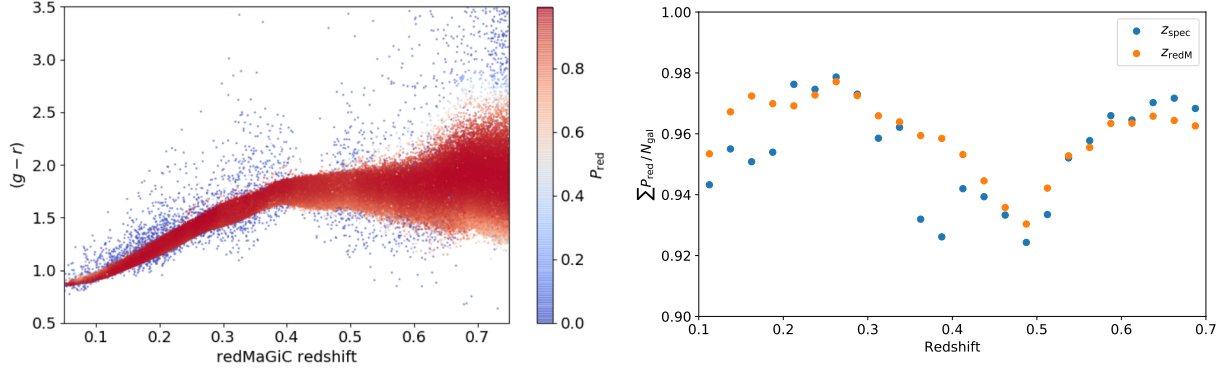 3.5
3.0
2.5
2.0
1.5
1.0
0.5
(g − r)
0.1 0.2 0.3 0.4 0.5 0.6 0.7
redMaGiC redshift
0.8
0.6
0.4
0.2
0.0
P_red
1.00
0.98
0.96
0.94
0.92
0.90
∑ P_red / N_gal
z_spec
z_redM
0.1 0.2 0.3 0.4 0.5 0.6 0.7
Redshift